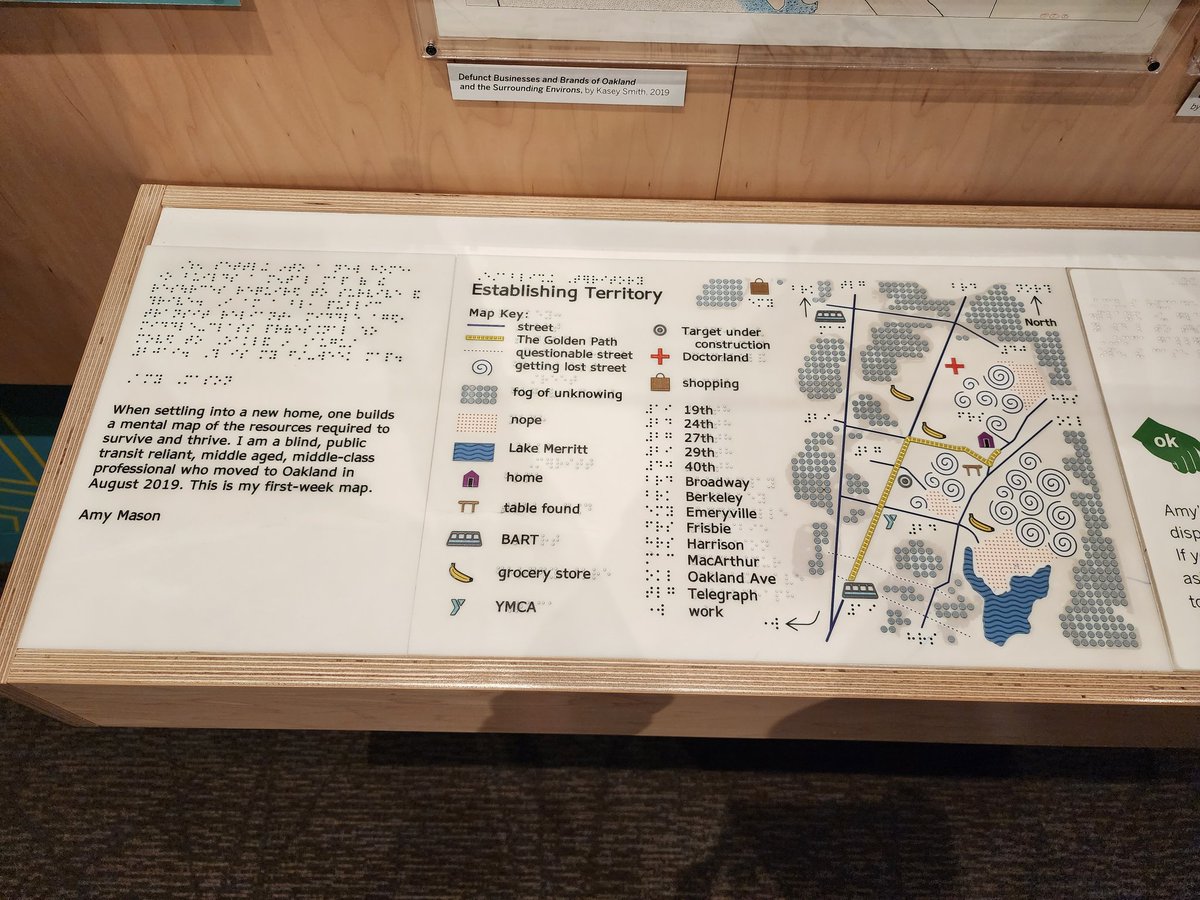 Defunct Businesses and Brands of Oakland
and the Surrounding Environs, by Kasey Smith, 2019
When settling into a new home, one builds
a mental map of the resources required to
survive and thrive. I am a blind, public
transit reliant, middle aged, middle-class
professional who moved to Oakland in
August 2019. This is my first-week map.
Amy Mason
Establishing Territory
Map Key:
street
The Golden Path
questionable street
getting lost street
fog of unknowing
nope
Lake Merritt
home
table found
BART
grocery store
YMCA
Target under
construction
Doctorland
shopping
19th
24th
27th
29th
40th
Broadway
Berkeley
Emeryville
Frisbie
Harrison
MacArthur
Oakland Ave
Telegraph
work
North
ok
Amy'
disp
If y
as
to